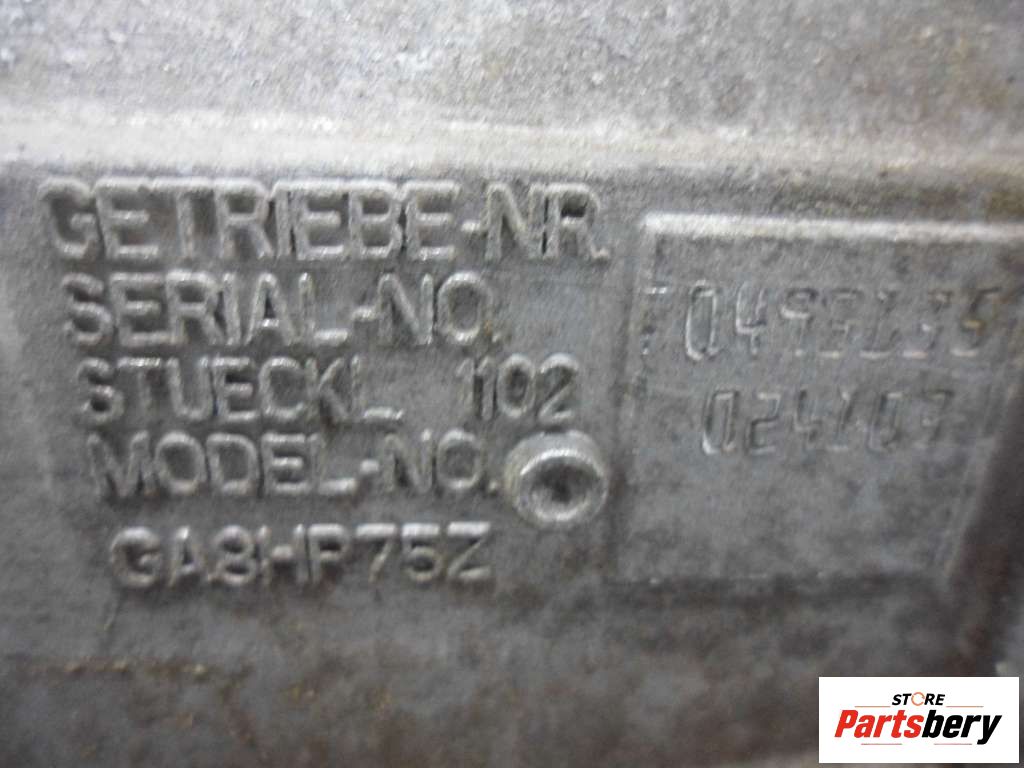 GETRIEBE-NR.
SERIAL-NO.
STUECKL 1102
MODEL-NO.
GA8HP75Z
STORE
Partsbery